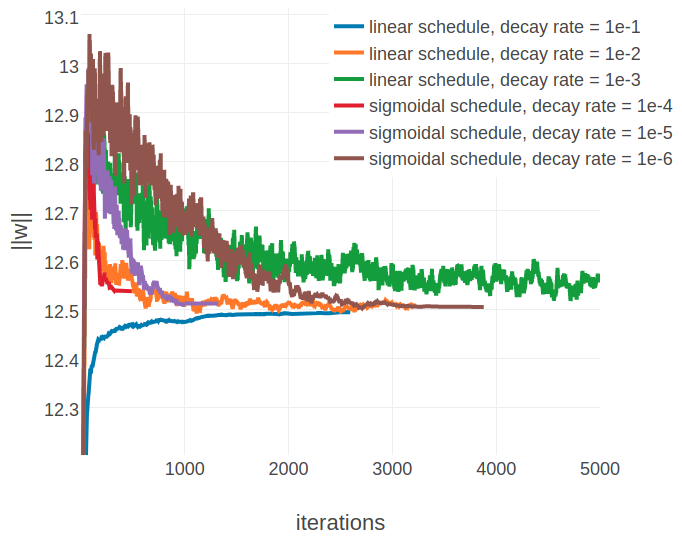 13.1
13
12.9
12.8
12.7
12.6
12.5
12.4
12.3
||w||
linear schedule, decay rate = 1e-1
linear schedule, decay rate = 1e-2
linear schedule, decay rate = 1e-3
sigmoidal schedule, decay rate = 1e-4
sigmoidal schedule, decay rate = 1e-5
sigmoidal schedule, decay rate = 1e-6
1000 2000 3000 4000 5000
iterations